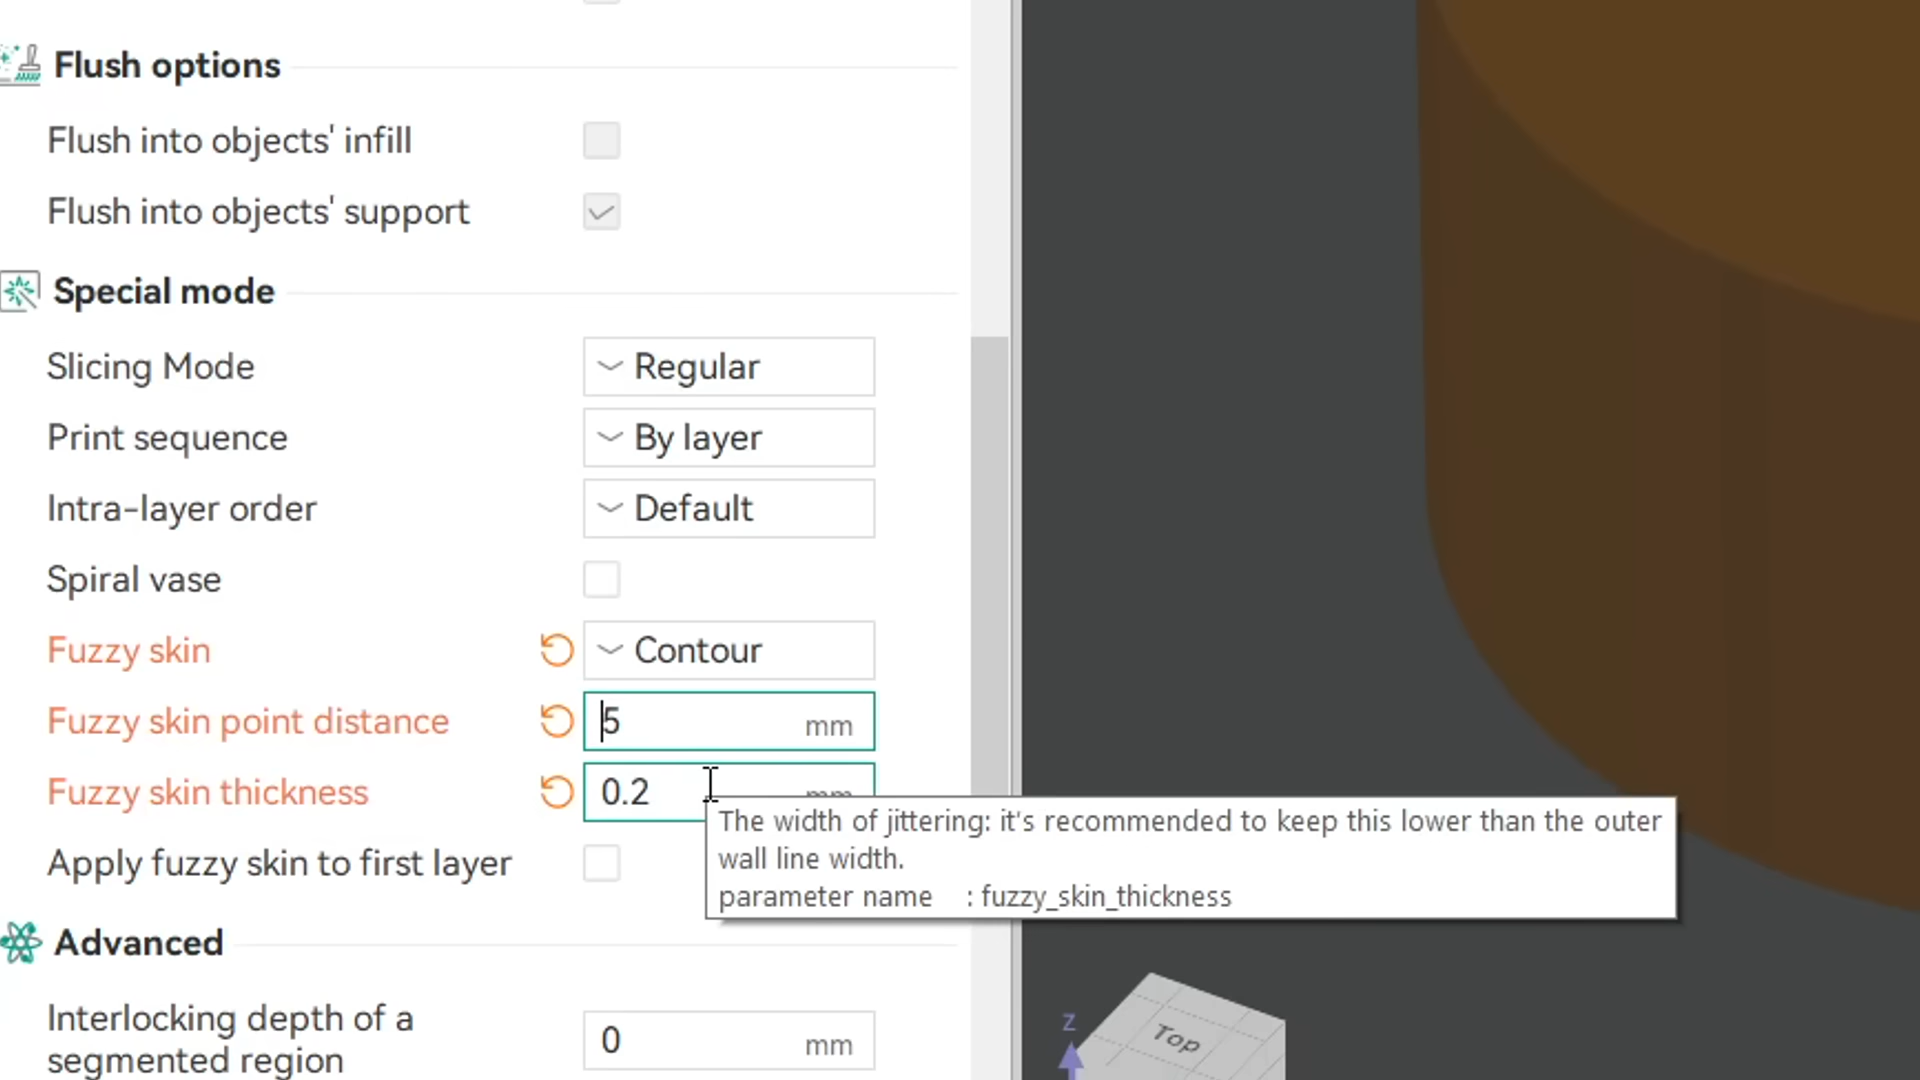 Flush options
Flush into objects' infill
Flush into objects' support
Special mode
Slicing Mode
Regular
Print sequence
By layer
Intra-layer order
Default
Spiral vase
Fuzzy skin
Contour
Fuzzy skin point distance
5 mm
Fuzzy skin thickness
0.2 mm
The width of jittering: it's recommended to keep this lower than the outer
wall line width.
parameter name : fuzzy_skin_thickness
Apply fuzzy skin to first layer
Advanced
Interlocking depth of a
segmented region
0 mm
Z
Top